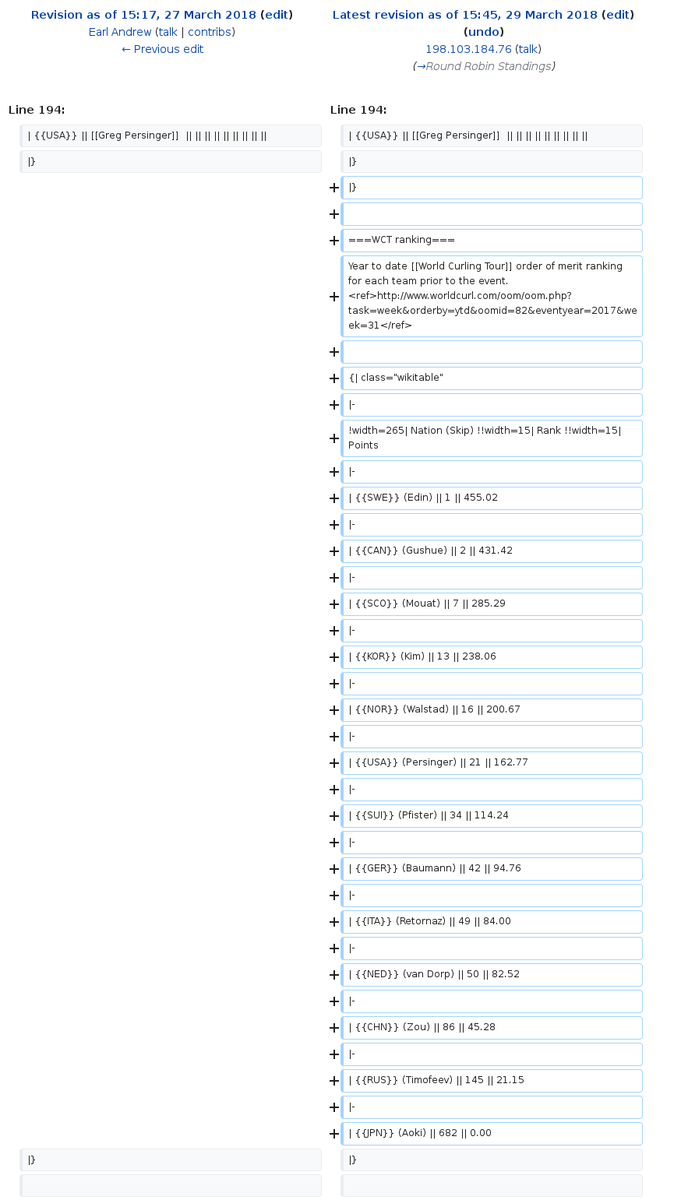 Revision as of 15:17, 27 March 2018 (edit)
Earl Andrew (talk | contribs)
← Previous edit
Latest revision as of 15:45, 29 March 2018 (edit)
(undo)
198.103.184.76 (talk)
(→Round Robin Standings)
Line 194:
Line 194:
| {{USA}} || [[Greg Persinger]] || || || || || || || || ||
| {{USA}} || [[Greg Persinger]] || || || || || || || || ||
|}
|}
+ |}
+
+ ===WCT ranking===
+ Year to date [[World Curling Tour]] order of merit ranking
for each team prior to the event.
<ref>http://www.worldcurl.com/oom/oom.php?
task=week&orderby=ytd&oomid=82&eventyear=2017&we
ek=31</ref>
+
+ {| class="wikitable"
+ |-
+ !width=265| Nation (Skip) !!width=15| Rank !!width=15|
Points
+ |-
+ | {{SWE}} (Edin) || 1 || 455.02
+ |-
+ | {{CAN}} (Gushue) || 2 || 431.42
+ |-
+ | {{SCO}} (Mouat) || 7 || 285.29
+ |-
+ | {{KOR}} (Kim) || 13 || 238.06
+ |-
+ | {{NOR}} (Walstad) || 16 || 200.67
+ |-
+ | {{USA}} (Persinger) || 21 || 162.77
+ |-
+ | {{SUI}} (Pfister) || 34 || 114.24
+ |-
+ | {{GER}} (Baumann) || 42 || 94.76
+ |-
+ | {{ITA}} (Retornaz) || 49 || 84.00
+ |-
+ | {{NED}} (van Dorp) || 50 || 82.52
+ |-
+ | {{CHN}} (Zou) || 86 || 45.28
+ |-
+ | {{RUS}} (Timofeev) || 145 || 21.15
+ |-
+ | {{JPN}} (Aoki) || 682 || 0.00
|}
|}